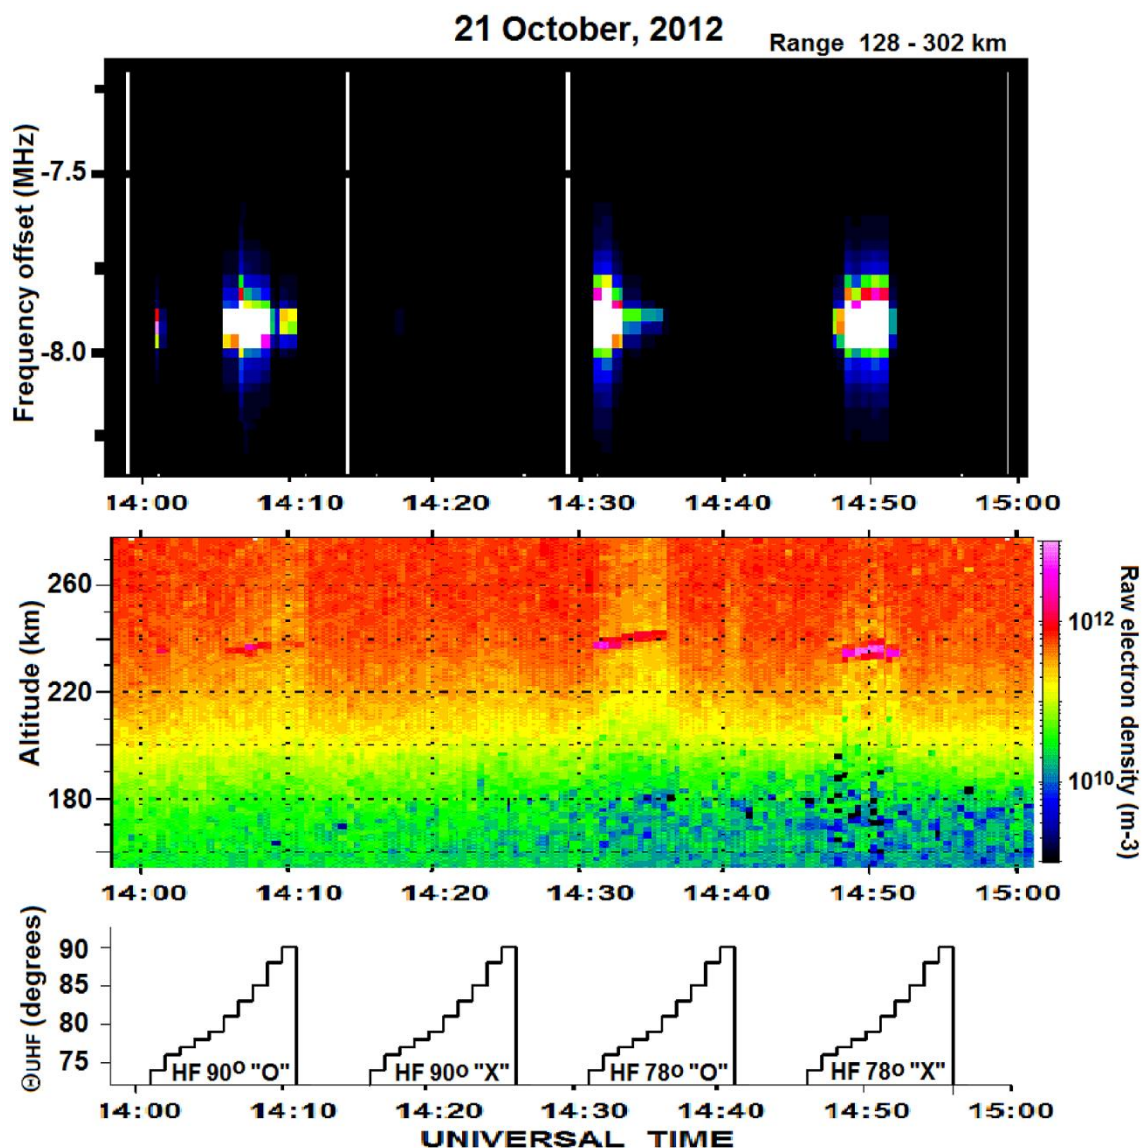 21 October, 2012
Range 128 - 302 km
Frequency offset (MHz)
-7.5
-8.0
14:00 14:10 14:20 14:30 14:40 14:50 15:00
Altitude (km)
260
220
180
10¹²
10¹⁰
Raw electron density (m-3)
14:00 14:10 14:20 14:30 14:40 14:50 15:00
ΘUHF (degrees)
90
85
80
75
HF 90º "O" HF 90º "X" HF 78º "O" HF 78º "X"
14:00 14:10 14:20 14:30 14:40 14:50 15:00
UNIVERSAL TIME